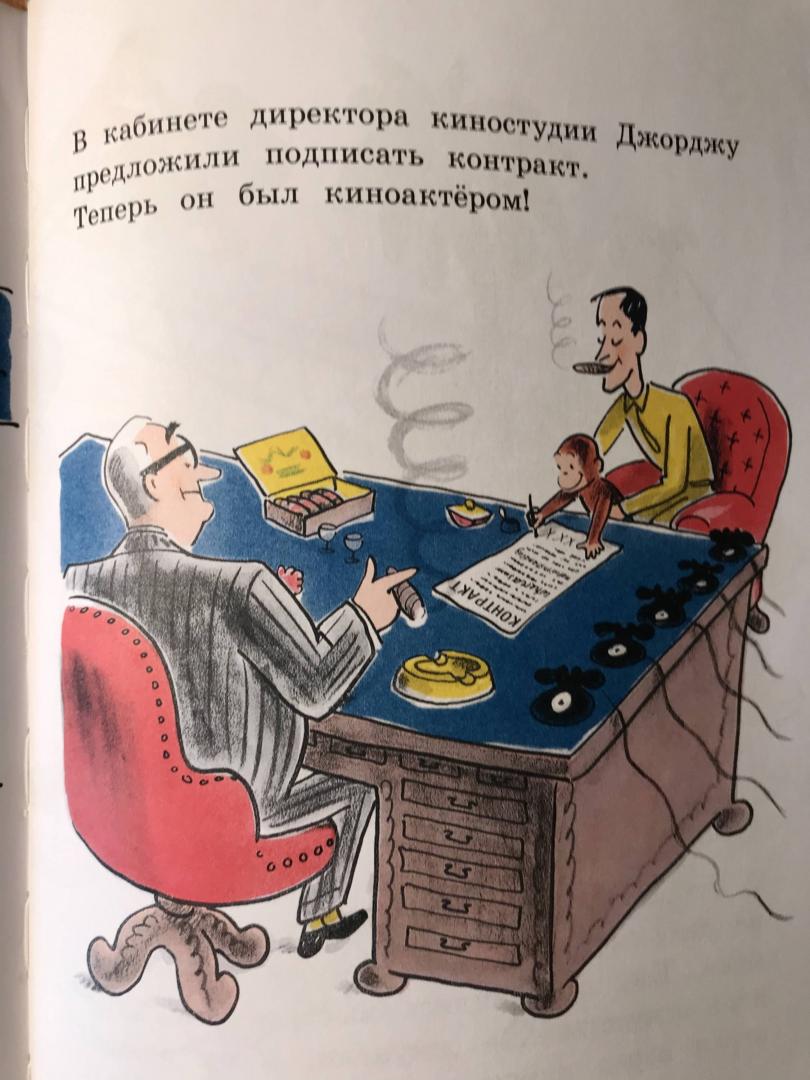 В кабинете директора киностудии Джорджу
предложили подписать контракт.
Теперь он был киноактёром!
КОНТРАКТ